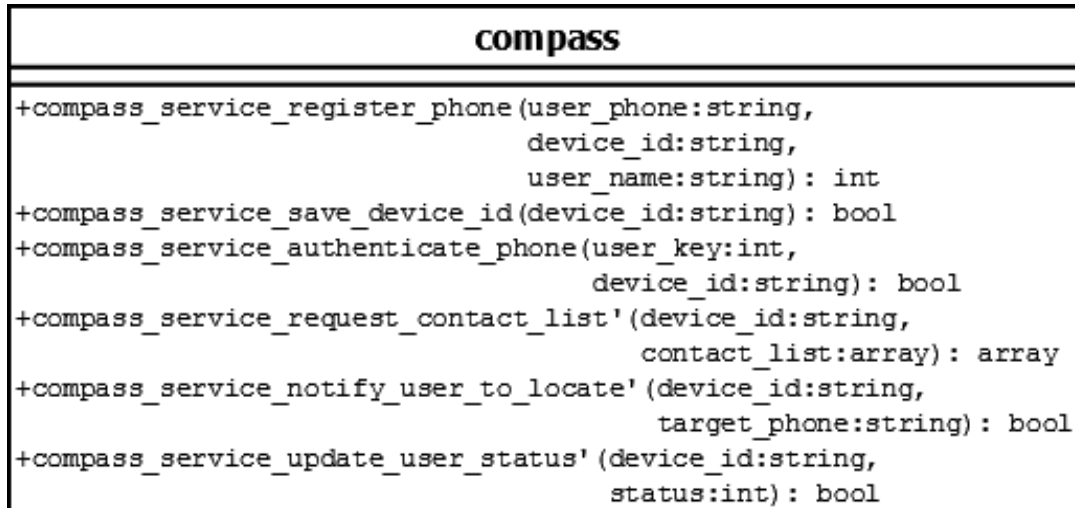 compass
+compass_service_register_phone(user_phone:string,
device_id:string,
user_name:string): int
+compass_service_save_device_id(device_id:string): bool
+compass_service_authenticate_phone(user_key:int,
device_id:string): bool
+compass_service_request_contact_list'(device_id:string,
contact_list:array): array
+compass_service_notify_user_to_locate'(device_id:string,
target_phone:string): bool
+compass_service_update_user_status'(device_id:string,
status:int): bool